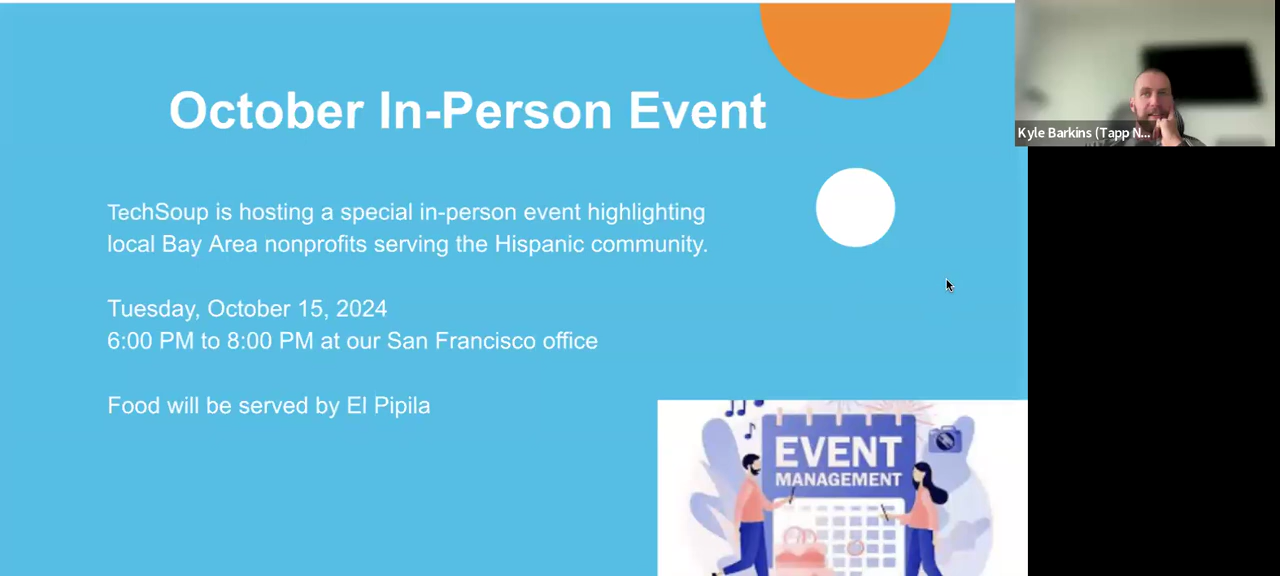 October In-Person Event
TechSoup is hosting a special in-person event highlighting
local Bay Area nonprofits serving the Hispanic community.
Tuesday, October 15, 2024
6:00 PM to 8:00 PM at our San Francisco office
Food will be served by El Pipila
EVENT
MANAGEMENT
Kyle Barkins (Tapp N...